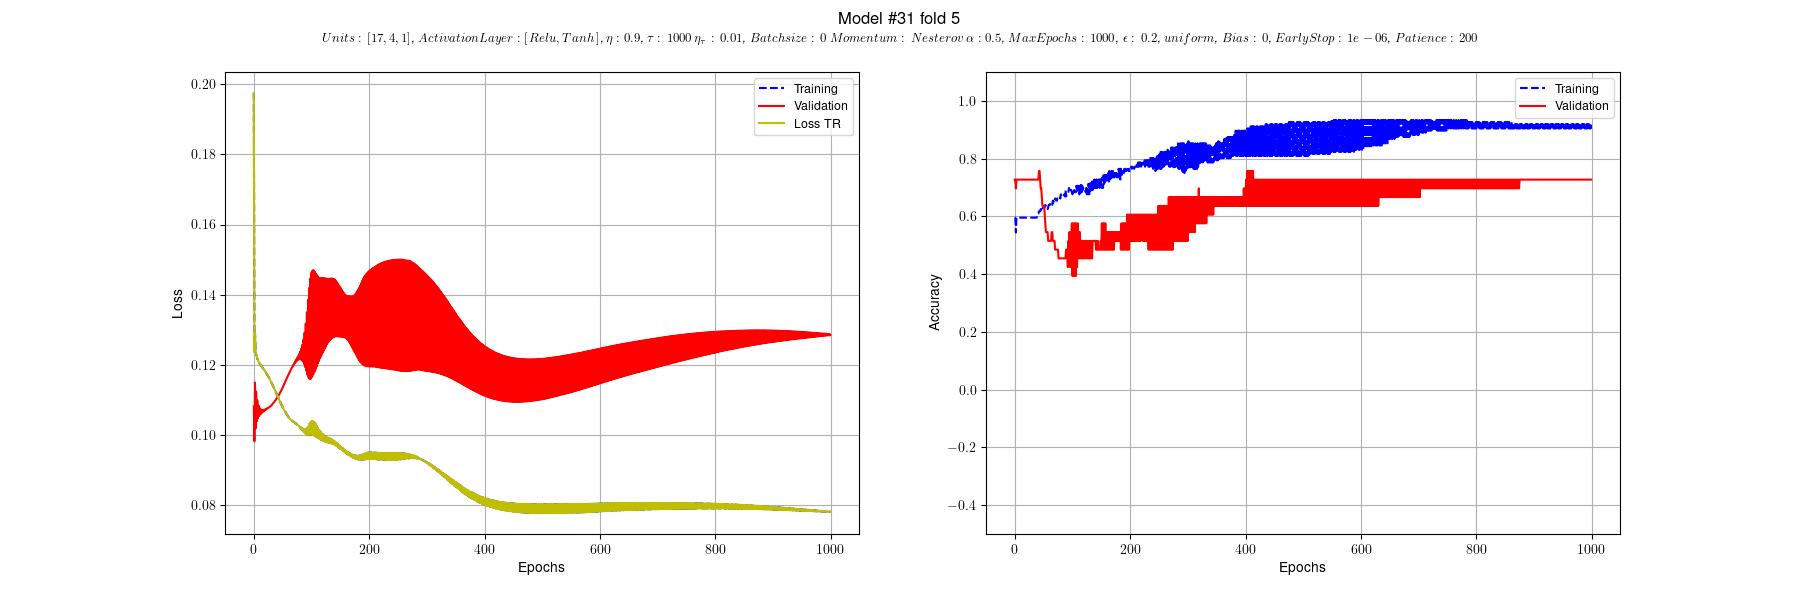 Model #31 fold 5
Units : [17, 4, 1], ActivationLayer : [Relu, Tanh], η : 0.9, τ : 1000 η_τ : 0.01, Batchsize : 0 Momentum : Nesterov α : 0.5, MaxEpochs : 1000, ϵ : 0.2, uniform, Bias : 0, EarlyStop : 1e − 06, Patience : 200
0.20
0.18
0.16
0.14
0.12
0.10
0.08
Loss
0 200 400 600 800 1000
Epochs
Training
Validation
Loss TR
1.0
0.8
0.6
0.4
0.2
0.0
−0.2
−0.4
Accuracy
0 200 400 600 800 1000
Epochs
Training
Validation